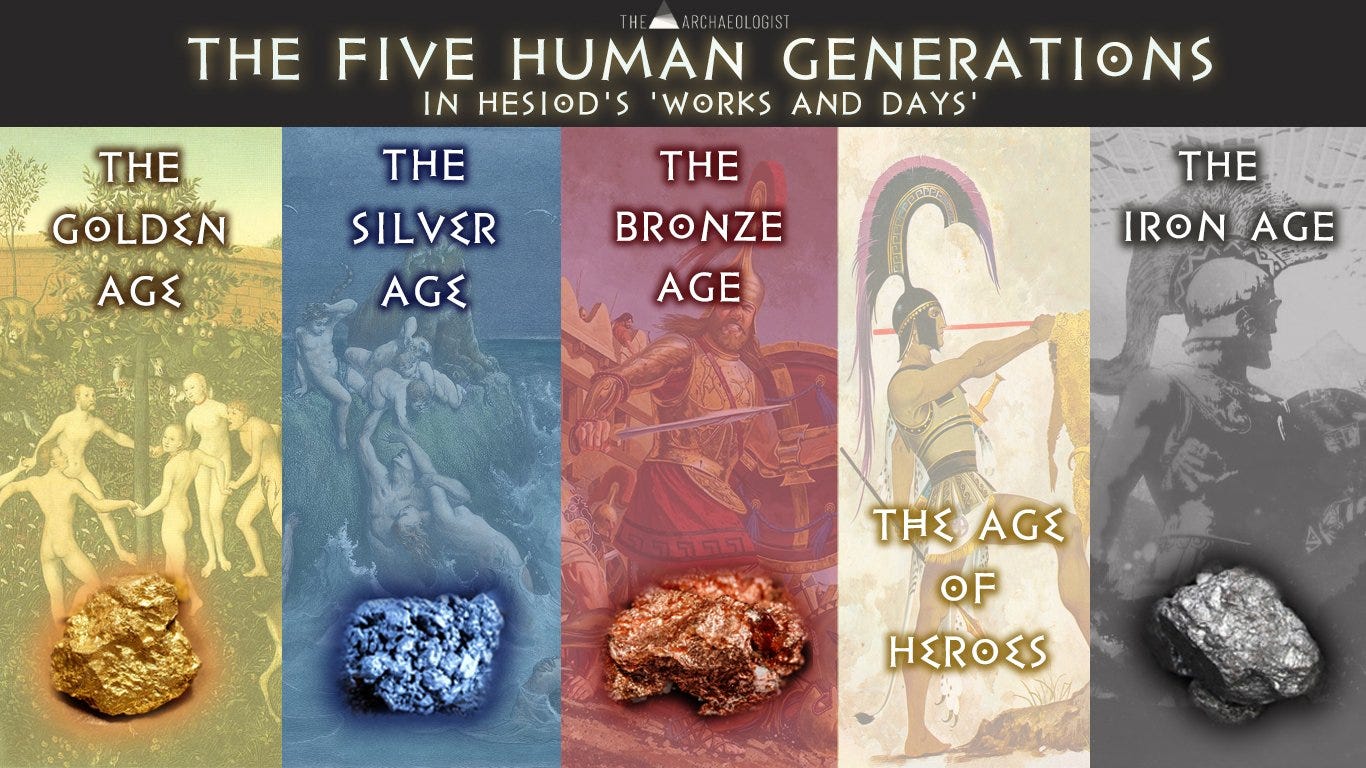 THE ARCHAEOLOGIST
THE FIVE HUMAN GENERATIONS
IN HESIOD'S 'WORKS AND DAYS'
THE
GOLDEN
AGE
THE
SILVER
AGE
THE
BRONZE
AGE
THE AGE
OF
HEROES
THE
IRON AGE